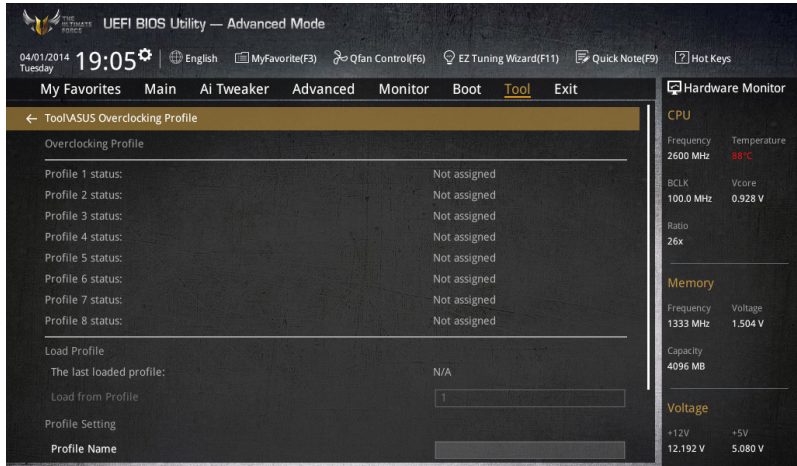 THE ULTIMATE FORCE UEFI BIOS Utility — Advanced Mode
04/01/2014 Tuesday 19:05 English MyFavorite(F3) Qfan Control(F6) EZ Tuning Wizard(F11) Quick Note(F9) ? Hot Keys
My Favorites Main Ai Tweaker Advanced Monitor Boot Tool Exit
← Tool\ASUS Overclocking Profile
Overclocking Profile
Profile 1 status: Not assigned
Profile 2 status: Not assigned
Profile 3 status: Not assigned
Profile 4 status: Not assigned
Profile 5 status: Not assigned
Profile 6 status: Not assigned
Profile 7 status: Not assigned
Profile 8 status: Not assigned
Load Profile
The last loaded profile: N/A
Load from Profile 1
Profile Setting
Profile Name
Hardware Monitor
CPU
Frequency Temperature
2600 MHz 88°C
BCLK Vcore
100.0 MHz 0.928 V
Ratio
26x
Memory
Frequency Voltage
1333 MHz 1.504 V
Capacity
4096 MB
Voltage
+12V +5V
12.192 V 5.080 V